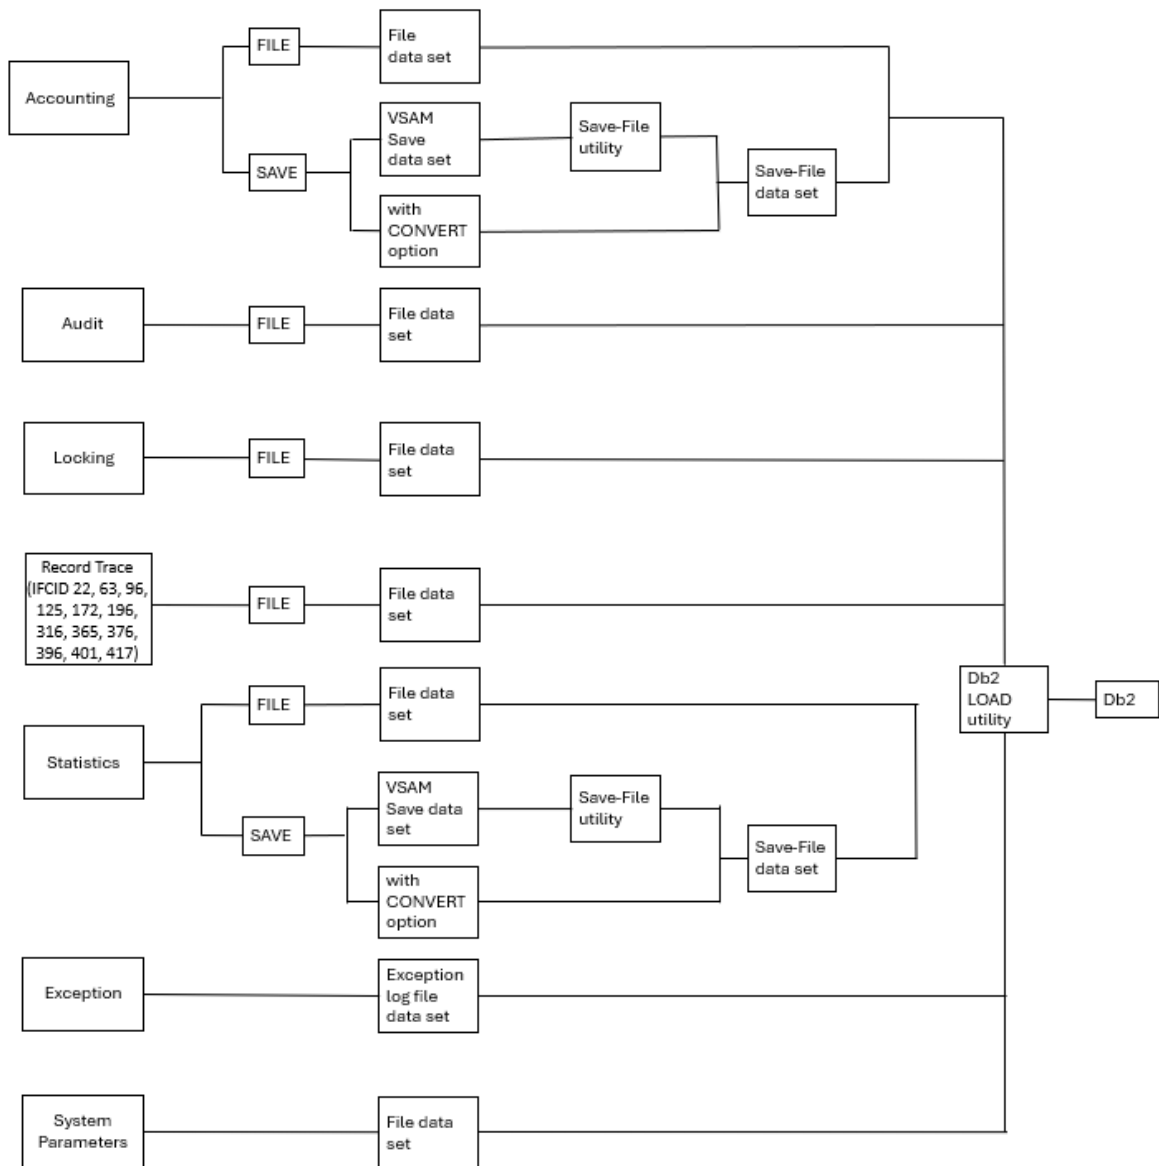 Accounting
FILE
File
data set
SAVE
VSAM
Save
data set
Save-File
utility
with
CONVERT
option
Save-File
data set
Audit
FILE
File data
set
Locking
FILE
File data
set
Record Trace
(IFCID 22, 63, 96,
125, 172, 196,
316, 365, 376,
396, 401, 417)
FILE
File data
set
Statistics
FILE
File data
set
SAVE
VSAM
Save data
set
Save-File
utility
with
CONVERT
option
Save-File
data set
Db2
LOAD
utility
Db2
Exception
Exception
log file
data set
System
Parameters
File data
set